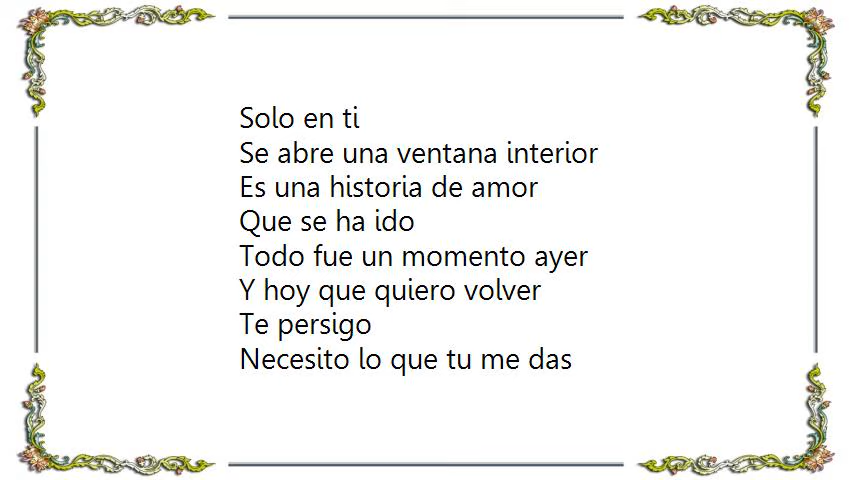 Solo en ti
Se abre una ventana interior
Es una historia de amor
Que se ha ido
Todo fue un momento ayer
Y hoy que quiero volver
Te persigo
Necesito lo que tu me das